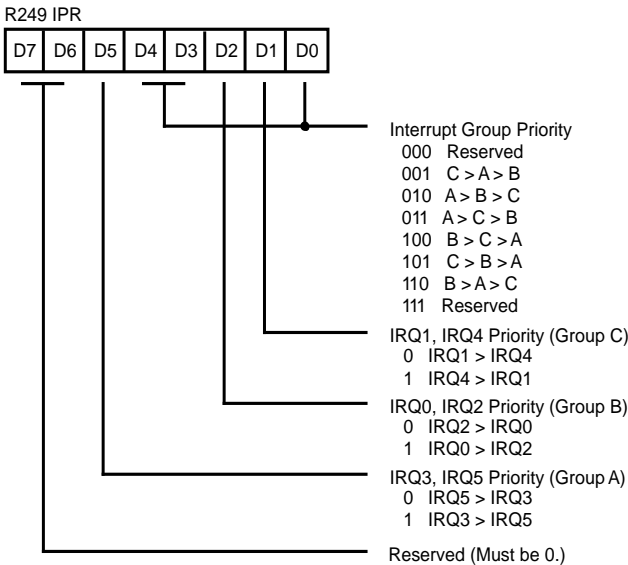 R249 IPR
D7 D6 D5 D4 D3 D2 D1 D0
Interrupt Group Priority
000 Reserved
001 C > A > B
010 A > B > C
011 A > C > B
100 B > C > A
101 C > B > A
110 B > A > C
111 Reserved
IRQ1, IRQ4 Priority (Group C)
0 IRQ1 > IRQ4
1 IRQ4 > IRQ1
IRQ0, IRQ2 Priority (Group B)
0 IRQ2 > IRQ0
1 IRQ0 > IRQ2
IRQ3, IRQ5 Priority (Group A)
0 IRQ5 > IRQ3
1 IRQ3 > IRQ5
Reserved (Must be 0.)